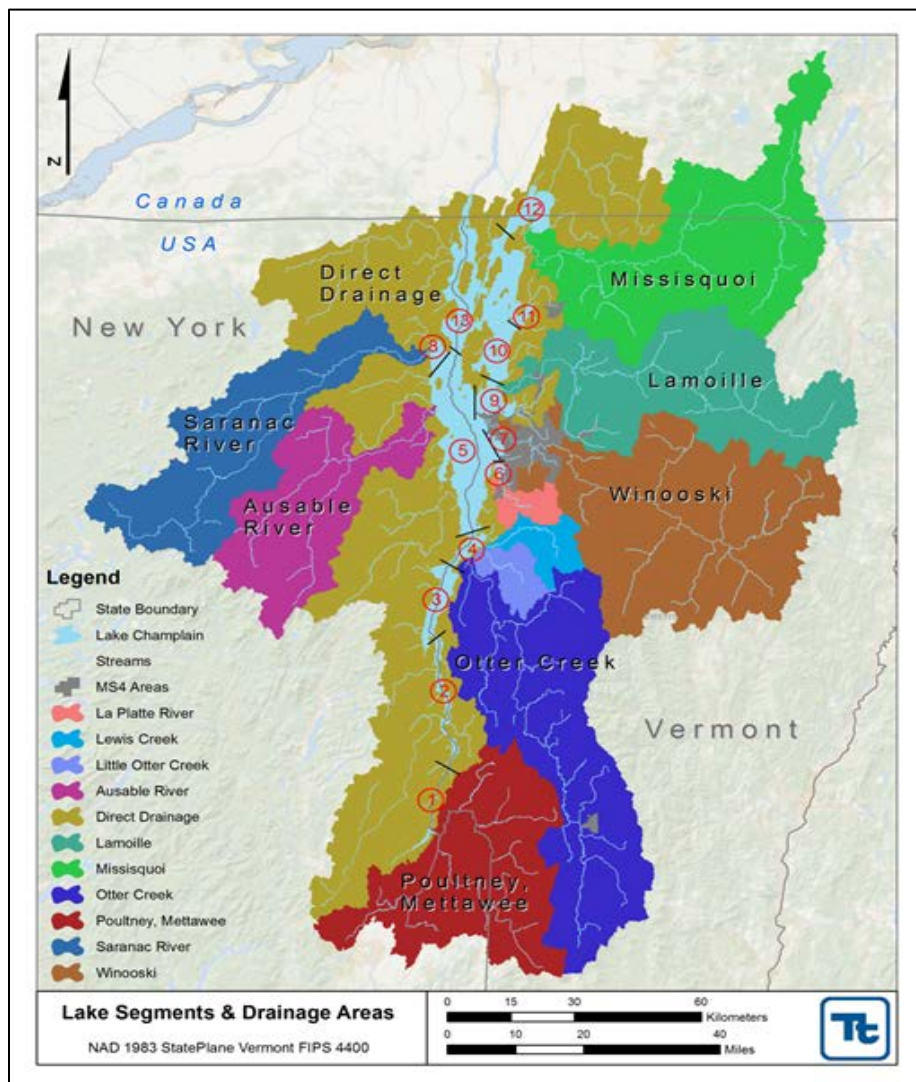 N
Canada
USA
12
Direct
Drainage
Missisquoi
New York
13
11
8
10
Lamoille
Saranac
River
9
7
5
6
Winooski
Ausable
River
4
3
Otter Creek
2
Vermont
1
Poultney,
Mettawee
Legend
State Boundary
Lake Champlain
Streams
MS4 Areas
La Platte River
Lewis Creek
Little Otter Creek
Ausable River
Direct Drainage
Lamoille
Missisquoi
Otter Creek
Poultney, Mettawee
Saranac River
Winooski
Lake Segments & Drainage Areas
NAD 1983 StatePlane Vermont FIPS 4400
0 15 30 60
Kilometers
0 10 20 40
Miles
Tt